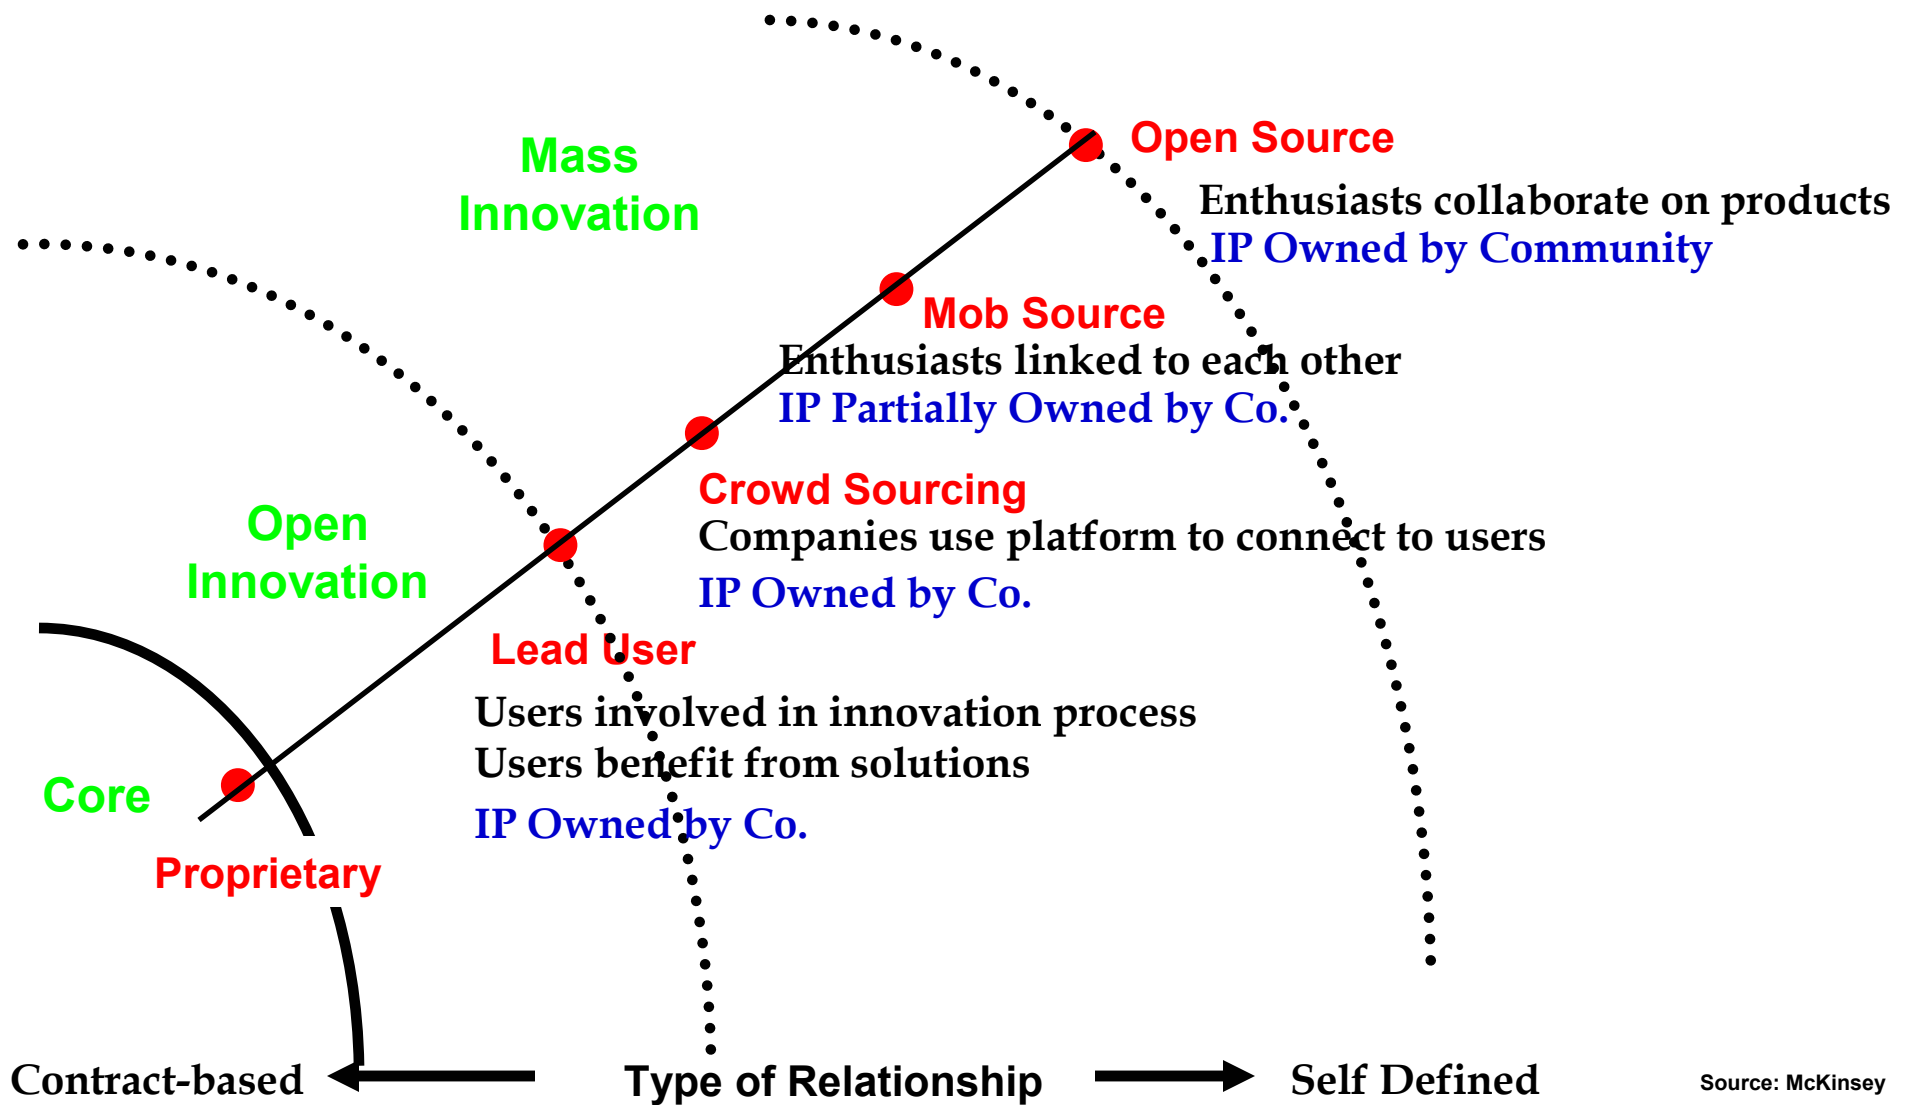 Open Source
Mass
Innovation
Enthusiasts collaborate on products
IP Owned by Community
Mob Source
Enthusiasts linked to each other
IP Partially Owned by Co.
Crowd Sourcing
Companies use platform to connect to users
IP Owned by Co.
Open
Innovation
Lead User
Users involved in innovation process
Users benefit from solutions
IP Owned by Co.
Core
Proprietary
Contract-based
Type of Relationship
Self Defined
Source: McKinsey